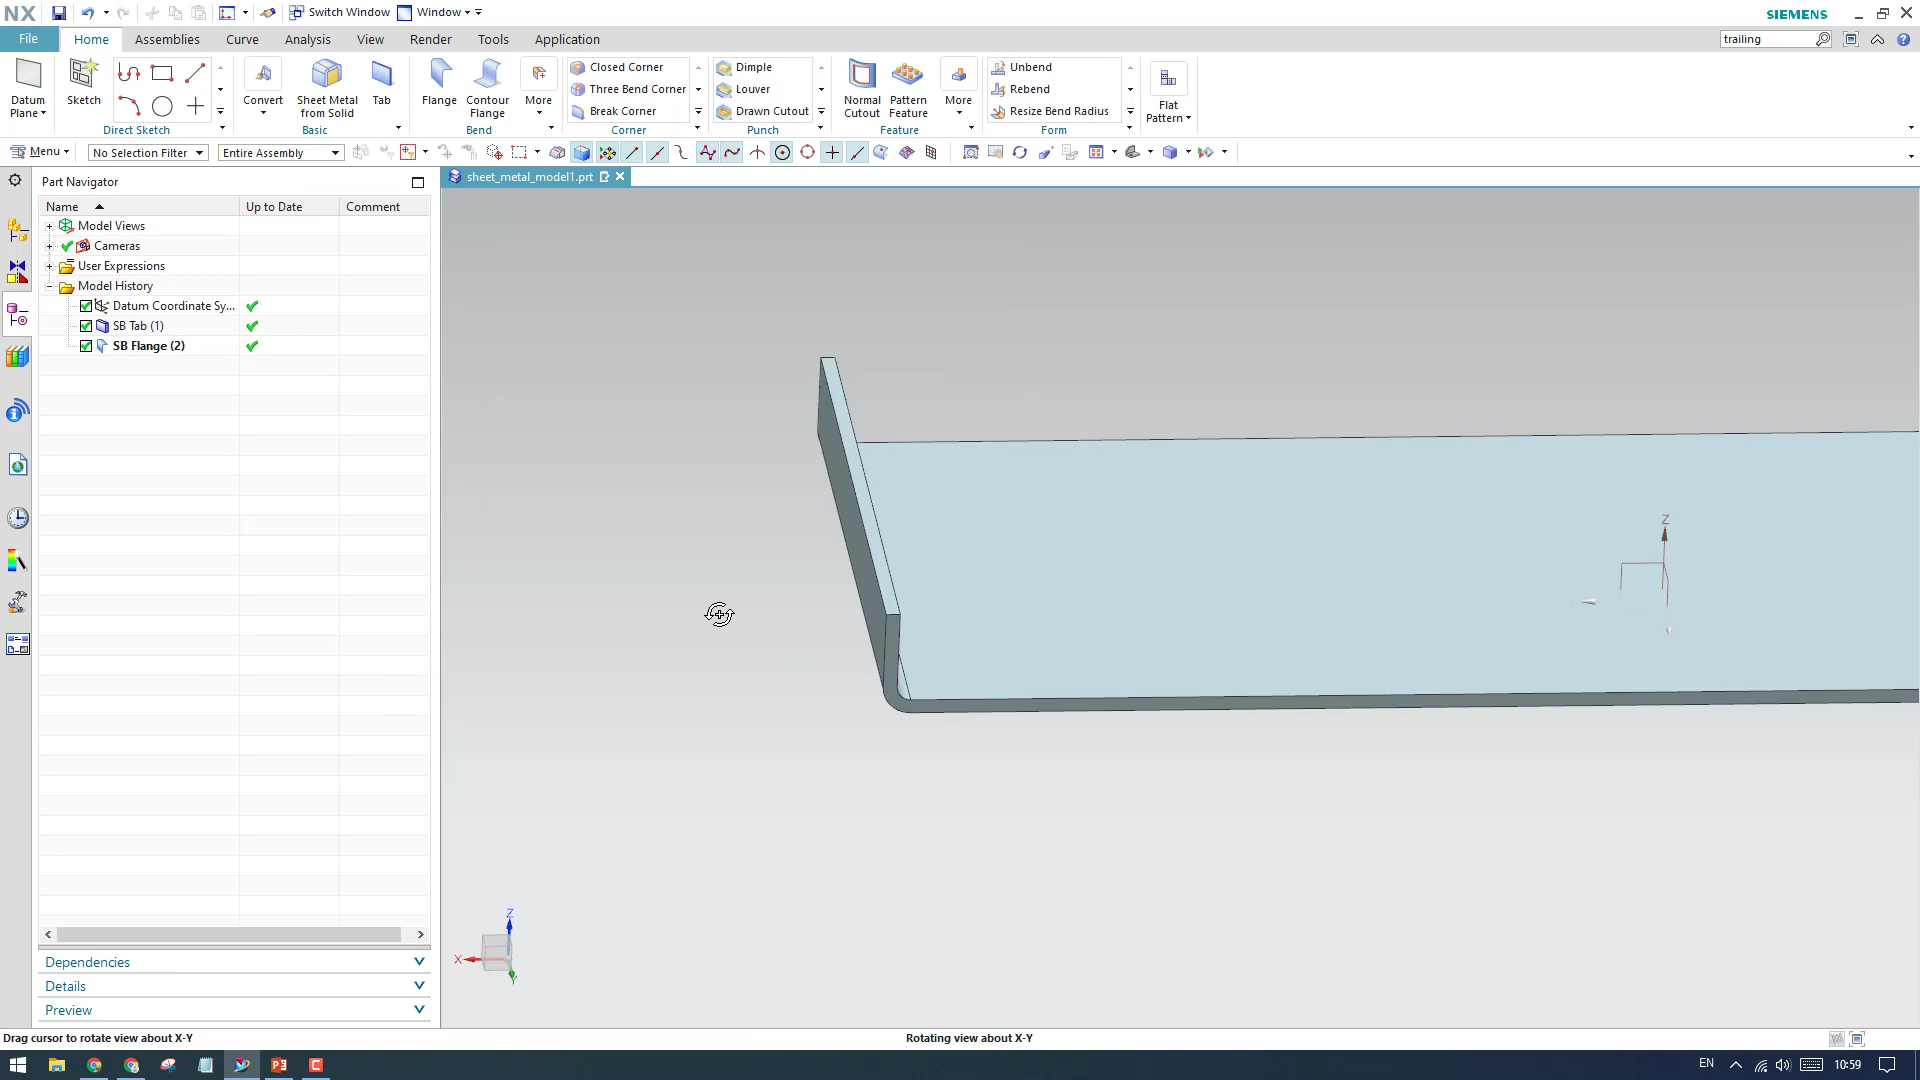 NX Switch Window Window SIEMENS
File Home Assemblies Curve Analysis View Render Tools Application trailing
Datum Plane Sketch Direct Sketch
Convert Sheet Metal from Solid Tab Basic
Flange Contour Flange More Bend
Closed Corner
Three Bend Corner
Break Corner
Corner
Dimple
Louver
Drawn Cutout
Punch
Normal Cutout Pattern Feature More Feature
Unbend
Rebend
Resize Bend Radius
Form
Flat Pattern
Menu No Selection Filter Entire Assembly
Part Navigator
sheet_metal_model1.prt
Name Up to Date Comment
Model Views
Cameras
User Expressions
Model History
Datum Coordinate Sy...
SB Tab (1)
SB Flange (2)
Z
Z
X
Y
Dependencies
Details
Preview
Drag cursor to rotate view about X-Y Rotating view about X-Y
EN 10:59